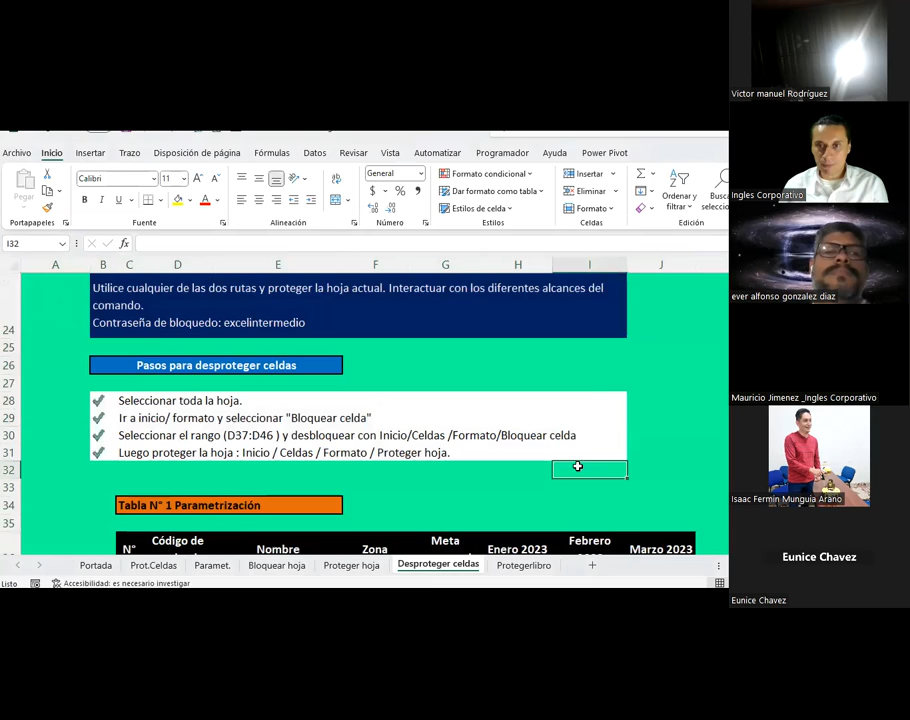 Archivo Inicio Insertar Trazo Disposición de página Fórmulas Datos Revisar Vista Automatizar Programador Ayuda Power Pivot
Pegar
Calibri 11 A A
N K S A
General
$ % 9 000
Formato condicional
Dar formato como tabla
Estilos de celda
Insertar
Eliminar
Formato
Ordenar y
filtrar
Portapapeles Fuente Alineación Número Estilos Celdas Edición
I32 fx
A B C D E F G H I J
Utilice cualquier de las dos rutas y proteger la hoja actual. Interactuar con los diferentes alcances del
comando.
24 Contraseña de bloquedo: excelintermedio
25
26 Pasos para desproteger celdas
27
28 Seleccionar toda la hoja.
29 Ir a inicio/ formato y seleccionar "Bloquear celda"
30 Seleccionar el rango (D37:D46 ) y desbloquear con Inicio/Celdas /Formato/Bloquear celda
31 Luego proteger la hoja : Inicio / Celdas / Formato / Proteger hoja.
32
33
34 Tabla N° 1 Parametrización
35
N° Código de Nombre Zona Meta Enero 2023 Febrero Marzo 2023
Portada Prot.Celdas Paramet. Bloquear hoja Proteger hoja Desproteger celdas Protegerlibro
Listo Accesibilidad: es necesario investigar
Victor manuel Rodríguez
Ingles Corporativo
ever alfonso gonzalez diaz
Mauricio Jimenez _Ingles Corporativo
Isaac Fermin Munguia Arano
Eunice Chavez
Eunice Chavez